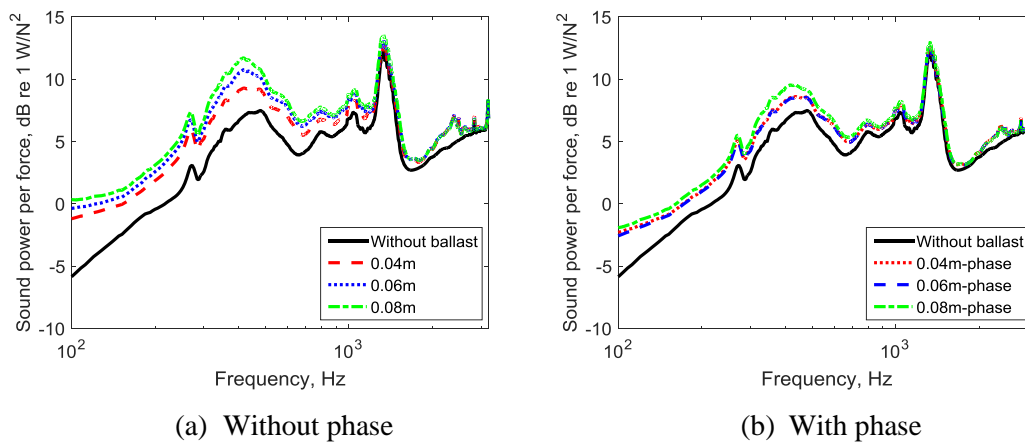 Sound power per force, dB re 1 W/N²
15
10
5
0
-5
-10
Without ballast
0.04m
0.06m
0.08m
10²
10³
Frequency, Hz
(a) Without phase
Sound power per force, dB re 1 W/N²
15
10
5
0
-5
-10
Without ballast
0.04m-phase
0.06m-phase
0.08m-phase
10²
10³
Frequency, Hz
(b) With phase